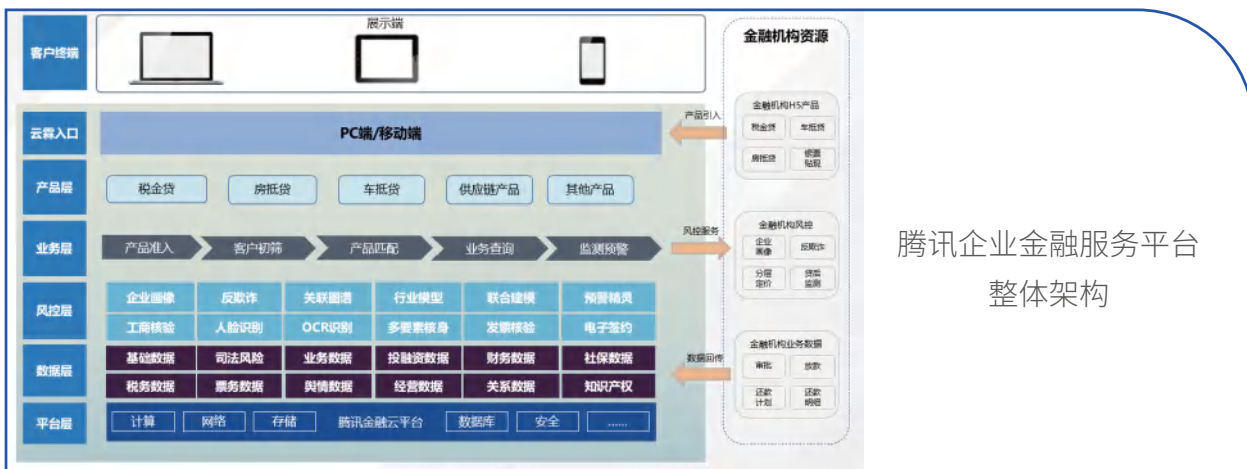 展示端
客户终端
云霖入口
PC端/移动端
产品层
税金贷
房抵贷
车抵贷
供应链产品
其他产品
业务层
产品准入
客户初筛
产品匹配
业务查询
监测预警
风控层
企业画像
反欺诈
关联图谱
行业模型
联合建模
预警精灵
工商核验
人脸识别
OCR识别
多要素核身
发票核验
电子签约
数据层
基础数据
司法风险
业务数据
投融资数据
财务数据
社保数据
税务数据
票务数据
舆情数据
经营数据
关系数据
知识产权
平台层
计算
网络
存储
腾讯金融云平台
数据库
安全
......
产品引入
风控服务
数据回传
金融机构资源
金融机构H5产品
税金贷
车抵贷
房抵贷
银票
贴现
金融机构风控
企业
画像
反欺诈
分层
定价
贷后
监测
金融机构业务数据
审批
放款
还款
计划
还款
明细
腾讯企业金融服务平台
整体架构